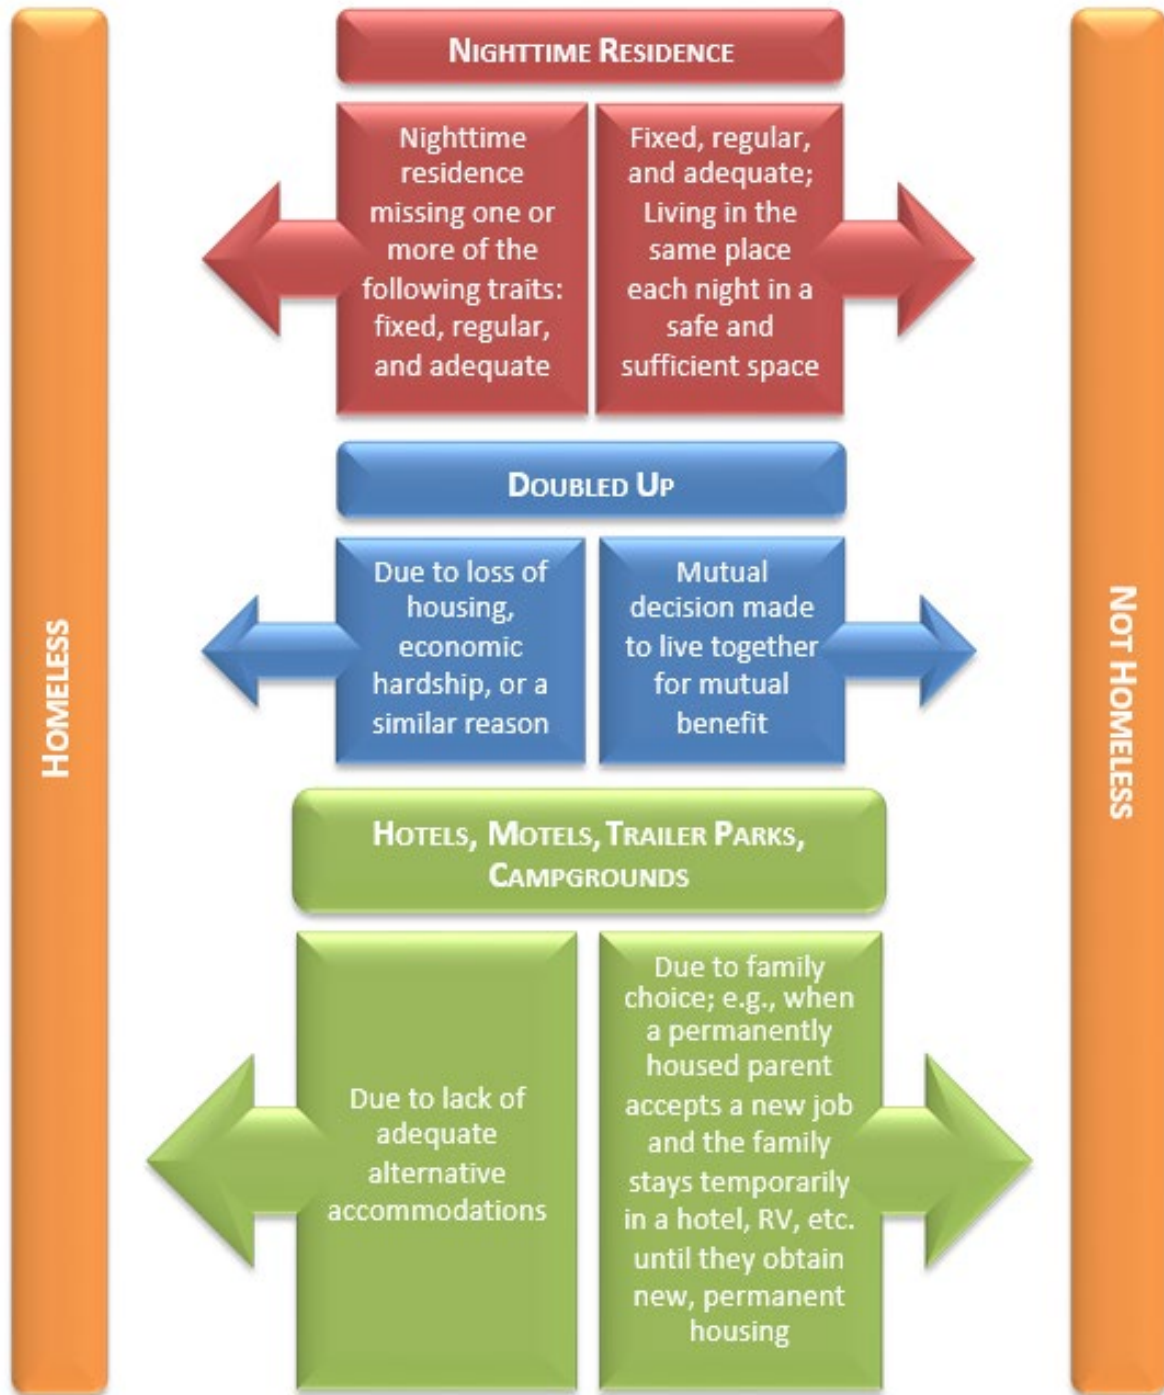 HOMELESS
NIGHTTIME RESIDENCE
Nighttime
residence
missing one or
more of the
following traits:
fixed, regular,
and adequate
Fixed, regular,
and adequate;
Living in the
same place
each night in a
safe and
sufficient space
DOUBLED UP
Due to loss of
housing,
economic
hardship, or a
similar reason
Mutual
decision made
to live together
for mutual
benefit
HOTELS, MOTELS, TRAILER PARKS,
CAMPGROUNDS
Due to lack of
adequate
alternative
accommodations
Due to family
choice; e.g., when
a permanently
housed parent
accepts a new job
and the family
stays temporarily
in a hotel, RV, etc.
until they obtain
new, permanent
housing
NOT HOMELESS